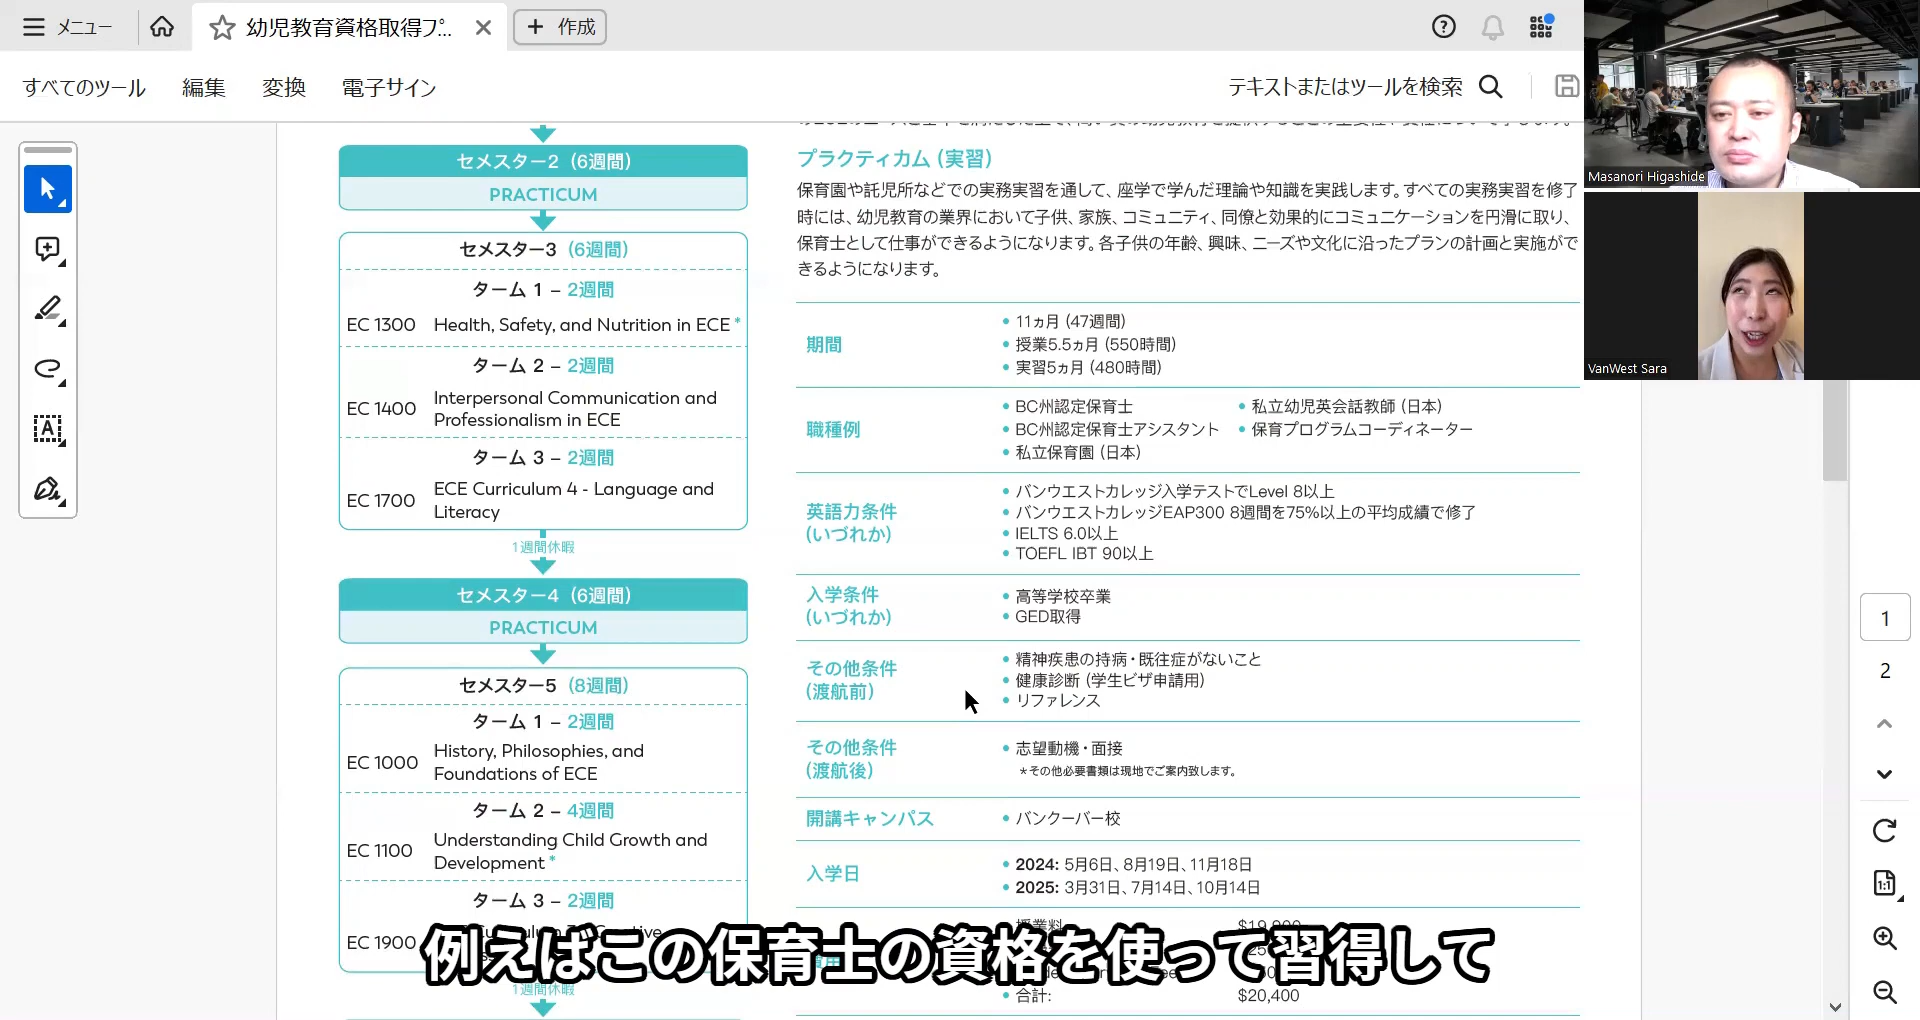 メニュー
幼児教育資格取得プ...
作成
すべてのツール
編集
変換
電子サイン
テキストまたはツールを検索
セメスター2 (6週間)
PRACTICUM
セメスター3 (6週間)
ターム 1 – 2週間
EC 1300 Health, Safety, and Nutrition in ECE *
ターム 2 – 2週間
EC 1400 Interpersonal Communication and
Professionalism in ECE
ターム 3 – 2週間
EC 1700 ECE Curriculum 4 - Language and
Literacy
1週間休暇
セメスター4 (6週間)
PRACTICUM
セメスター5 (8週間)
ターム 1 – 2週間
EC 1000 History, Philosophies, and
Foundations of ECE
ターム 2 – 4週間
EC 1100 Understanding Child Growth and
Development *
ターム 3 – 2週間
EC 1900
1週間休暇
プラクティカム (実習)
保育園や託児所などでの実務実習を通して、座学で学んだ理論や知識を実践します。すべての実務実習を修了
時には、幼児教育の業界において子供、家族、コミュニティ、同僚と効果的にコミュニケーションを円滑に取り、
保育士として仕事ができるようになります。各子供の年齢、興味、ニーズや文化に沿ったプランの計画と実施がで
きるようになります。
期間
• 11ヵ月 (47週間)
• 授業5.5ヵ月 (550時間)
• 実習5ヵ月 (480時間)
職種例
• BC州認定保育士
• BC州認定保育士アシスタント
• 私立保育園 (日本)
• 私立幼児英会話教師 (日本)
• 保育プログラムコーディネーター
英語力条件
(いづれか)
• バンウエストカレッジ入学テストでLevel 8以上
• バンウエストカレッジEAP300 8週間を75%以上の平均成績で修了
• IELTS 6.0以上
• TOEFL IBT 90以上
入学条件
(いづれか)
• 高等学校卒業
• GED取得
その他条件
(渡航前)
• 精神疾患の持病・既往症がないこと
• 健康診断 (学生ビザ申請用)
• リファレンス
その他条件
(渡航後)
• 志望動機・面接
*その他必要書類は現地でご案内致します。
開講キャンパス
• バンクーバー校
入学日
• 2024: 5月6日、8月19日、11月18日
• 2025: 3月31日、7月14日、10月14日
• 合計: $20,400
例えばこの保育士の資格を使って習得して
Masanori Higashide
VanWest Sara
1
2
1:1